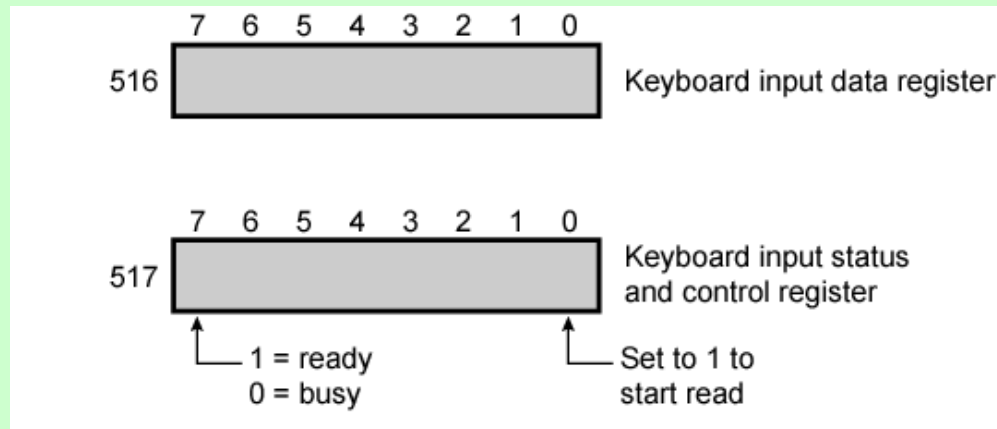 7 6 5 4 3 2 1 0
516 Keyboard input data register
7 6 5 4 3 2 1 0
517 Keyboard input status
and control register
1 = ready
0 = busy
Set to 1 to
start read